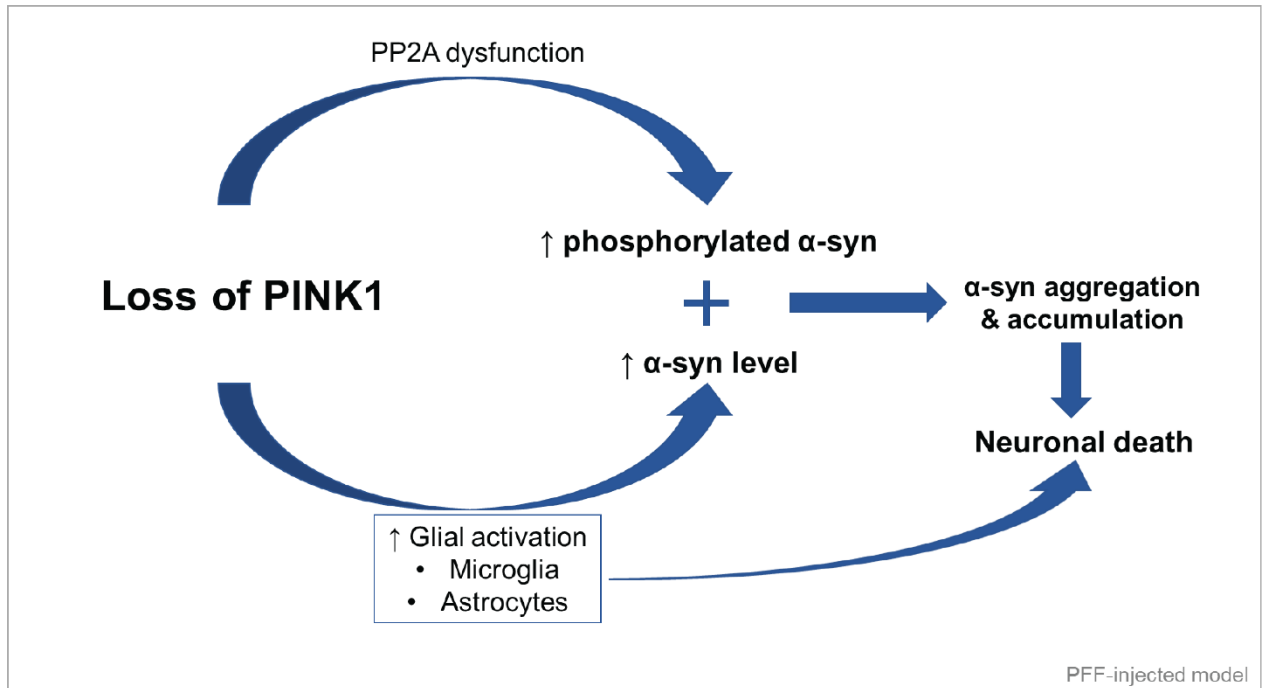 PP2A dysfunction
↑ phosphorylated α-syn
Loss of PINK1
+
α-syn aggregation
& accumulation
↑ α-syn level
Neuronal death
↑ Glial activation
• Microglia
• Astrocytes
PFF-injected model